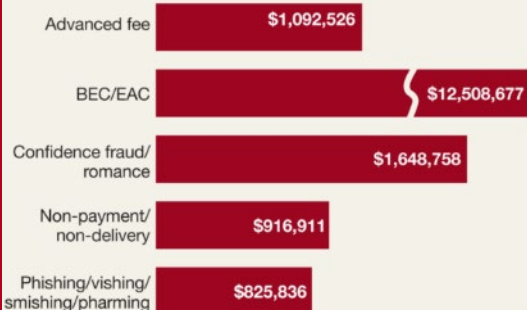 Advanced fee
$1,092,526
BEC/EAC
$12,508,677
Confidence fraud/
romance
$1,648,758
Non-payment/
non-delivery
$916,911
Phishing/vishing/
smishing/pharming
$825,836